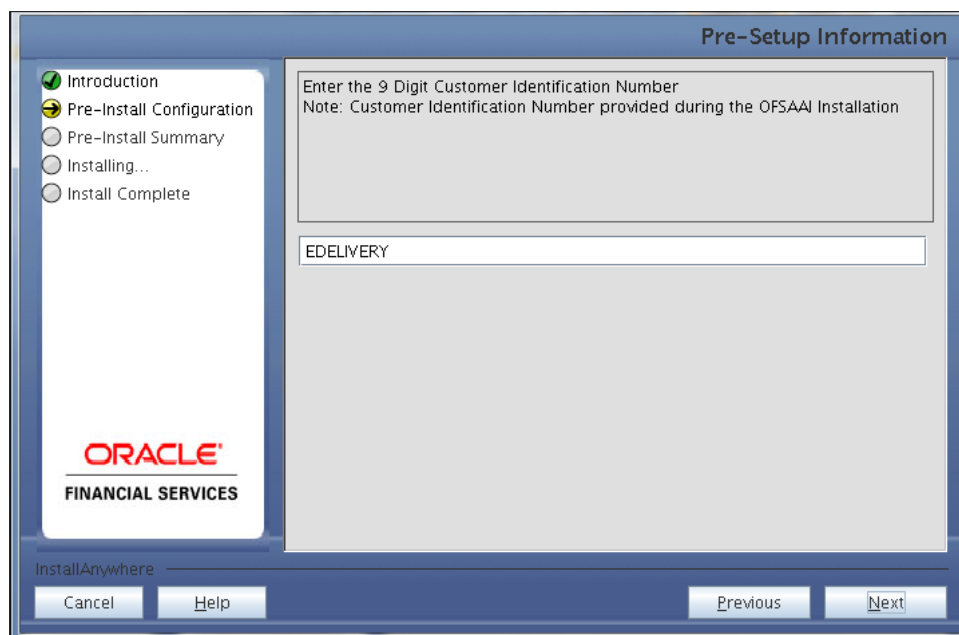 Pre-Setup Information
Introduction
Pre-Install Configuration
Pre-Install Summary
Installing...
Install Complete
ORACLE'
FINANCIAL SERVICES
Enter the 9 Digit Customer Identification Number
Note: Customer Identification Number provided during the OFSAAI Installation
EDELIVERY
InstallAnywhere
Cancel
Help
Previous
Next